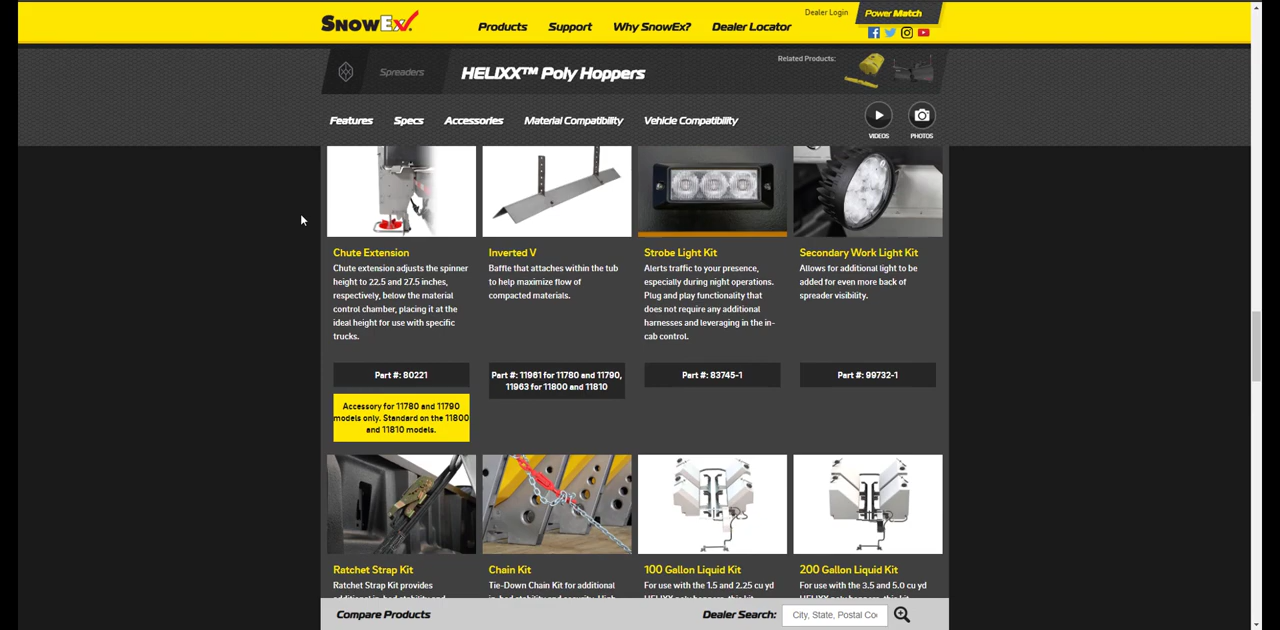 SNOWEX
Products
Support
Why SnowEx?
Dealer Locator
Dealer Login
Power Match
Spreaders
HELIXX™ Poly Hoppers
Related Products:
Features
Specs
Accessories
Material Compatibility
Vehicle Compatibility
VIDEOS
PHOTOS
Chute Extension
Chute extension adjusts the spinner
height to 22.5 and 27.5 inches,
respectively, below the material
control chamber, placing it at the
ideal height for use with specific
trucks.
Part #: 80221
Accessory for 11780 and 11790
models only. Standard on the 11800
and 11810 models.
Inverted V
Baffle that attaches within the tub
to help maximize flow of
compacted materials.
Part #: 11961 for 11780 and 11790,
11963 for 11800 and 11810
Strobe Light Kit
Alerts traffic to your presence,
especially during night operations.
Plug and play functionality that
does not require any additional
harnesses and leveraging in the in-
cab control.
Part #: 83745-1
Secondary Work Light Kit
Allows for additional light to be
added for even more back of
spreader visibility.
Part #: 99732-1
Ratchet Strap Kit
Ratchet Strap Kit provides
Chain Kit
Tie-Down Chain Kit for additional
100 Gallon Liquid Kit
For use with the 1.5 and 2.25 cu yd
200 Gallon Liquid Kit
For use with the 3.5 and 5.0 cu yd
Compare Products
Dealer Search:
City, State, Postal Co